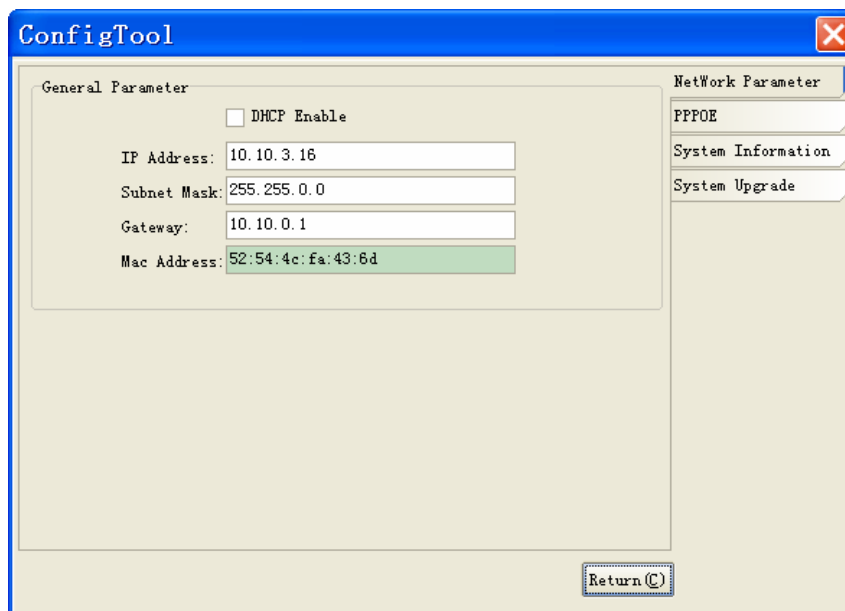 ConfigTool
General Parameter
DHCP Enable
IP Address: 10.10.3.16
Subnet Mask: 255.255.0.0
Gateway: 10.10.0.1
Mac Address: 52:54:4c:fa:43:6d
NetWork Parameter
PPPOE
System Information
System Upgrade
Return(C)